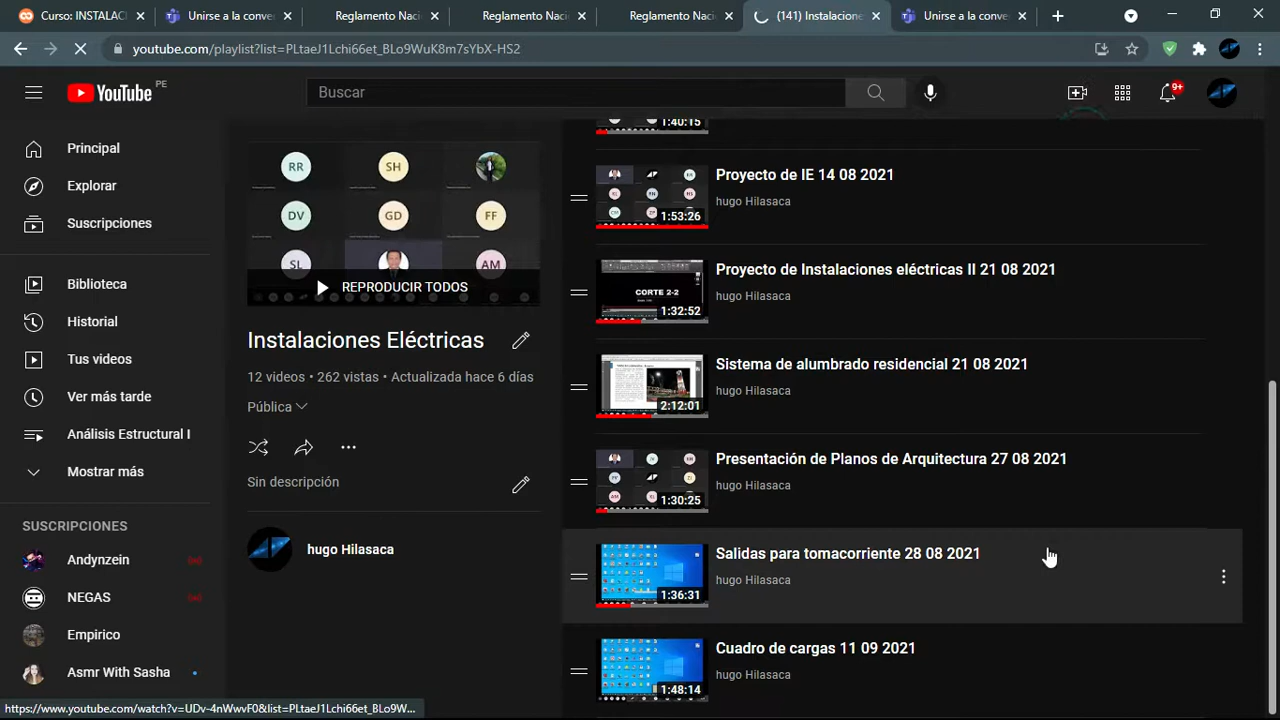 Curso: INSTALACI
Unirse a la conve
Reglamento Naci
Reglamento Naci
Reglamento Naci
(141) Instalacione
Unirse a la conve
youtube.com/playlist?list=PLtaeJ1Lchi66et_BLo9WuK8m7sYbX-HS2
YouTube PE
Buscar
9+
Principal
Explorar
Suscripciones
Biblioteca
Historial
Tus videos
Ver más tarde
Análisis Estructural I
Mostrar más
SUSCRIPCIONES
Andynzein
NEGAS
Empirico
Asmr With Sasha
RR
SH
DV
GD
FF
SL
AM
REPRODUCIR TODOS
Instalaciones Eléctricas
12 videos • 262 vi • Actualizada hace 6 días
Pública
Sin descripción
hugo Hilasaca
1:40:15
Proyecto de IE 14 08 2021
hugo Hilasaca
1:53:26
Proyecto de Instalaciones eléctricas II 21 08 2021
hugo Hilasaca
CORTE 2-2
1:32:52
Sistema de alumbrado residencial 21 08 2021
hugo Hilasaca
2:12:01
Presentación de Planos de Arquitectura 27 08 2021
hugo Hilasaca
1:30:25
Salidas para tomacorriente 28 08 2021
hugo Hilasaca
1:36:31
Cuadro de cargas 11 09 2021
hugo Hilasaca
1:48:14
https://www.youtube.com/watch?v=UDv-4nWwvF0&list=PLtaeJ1Lchi66et_BLo9W...